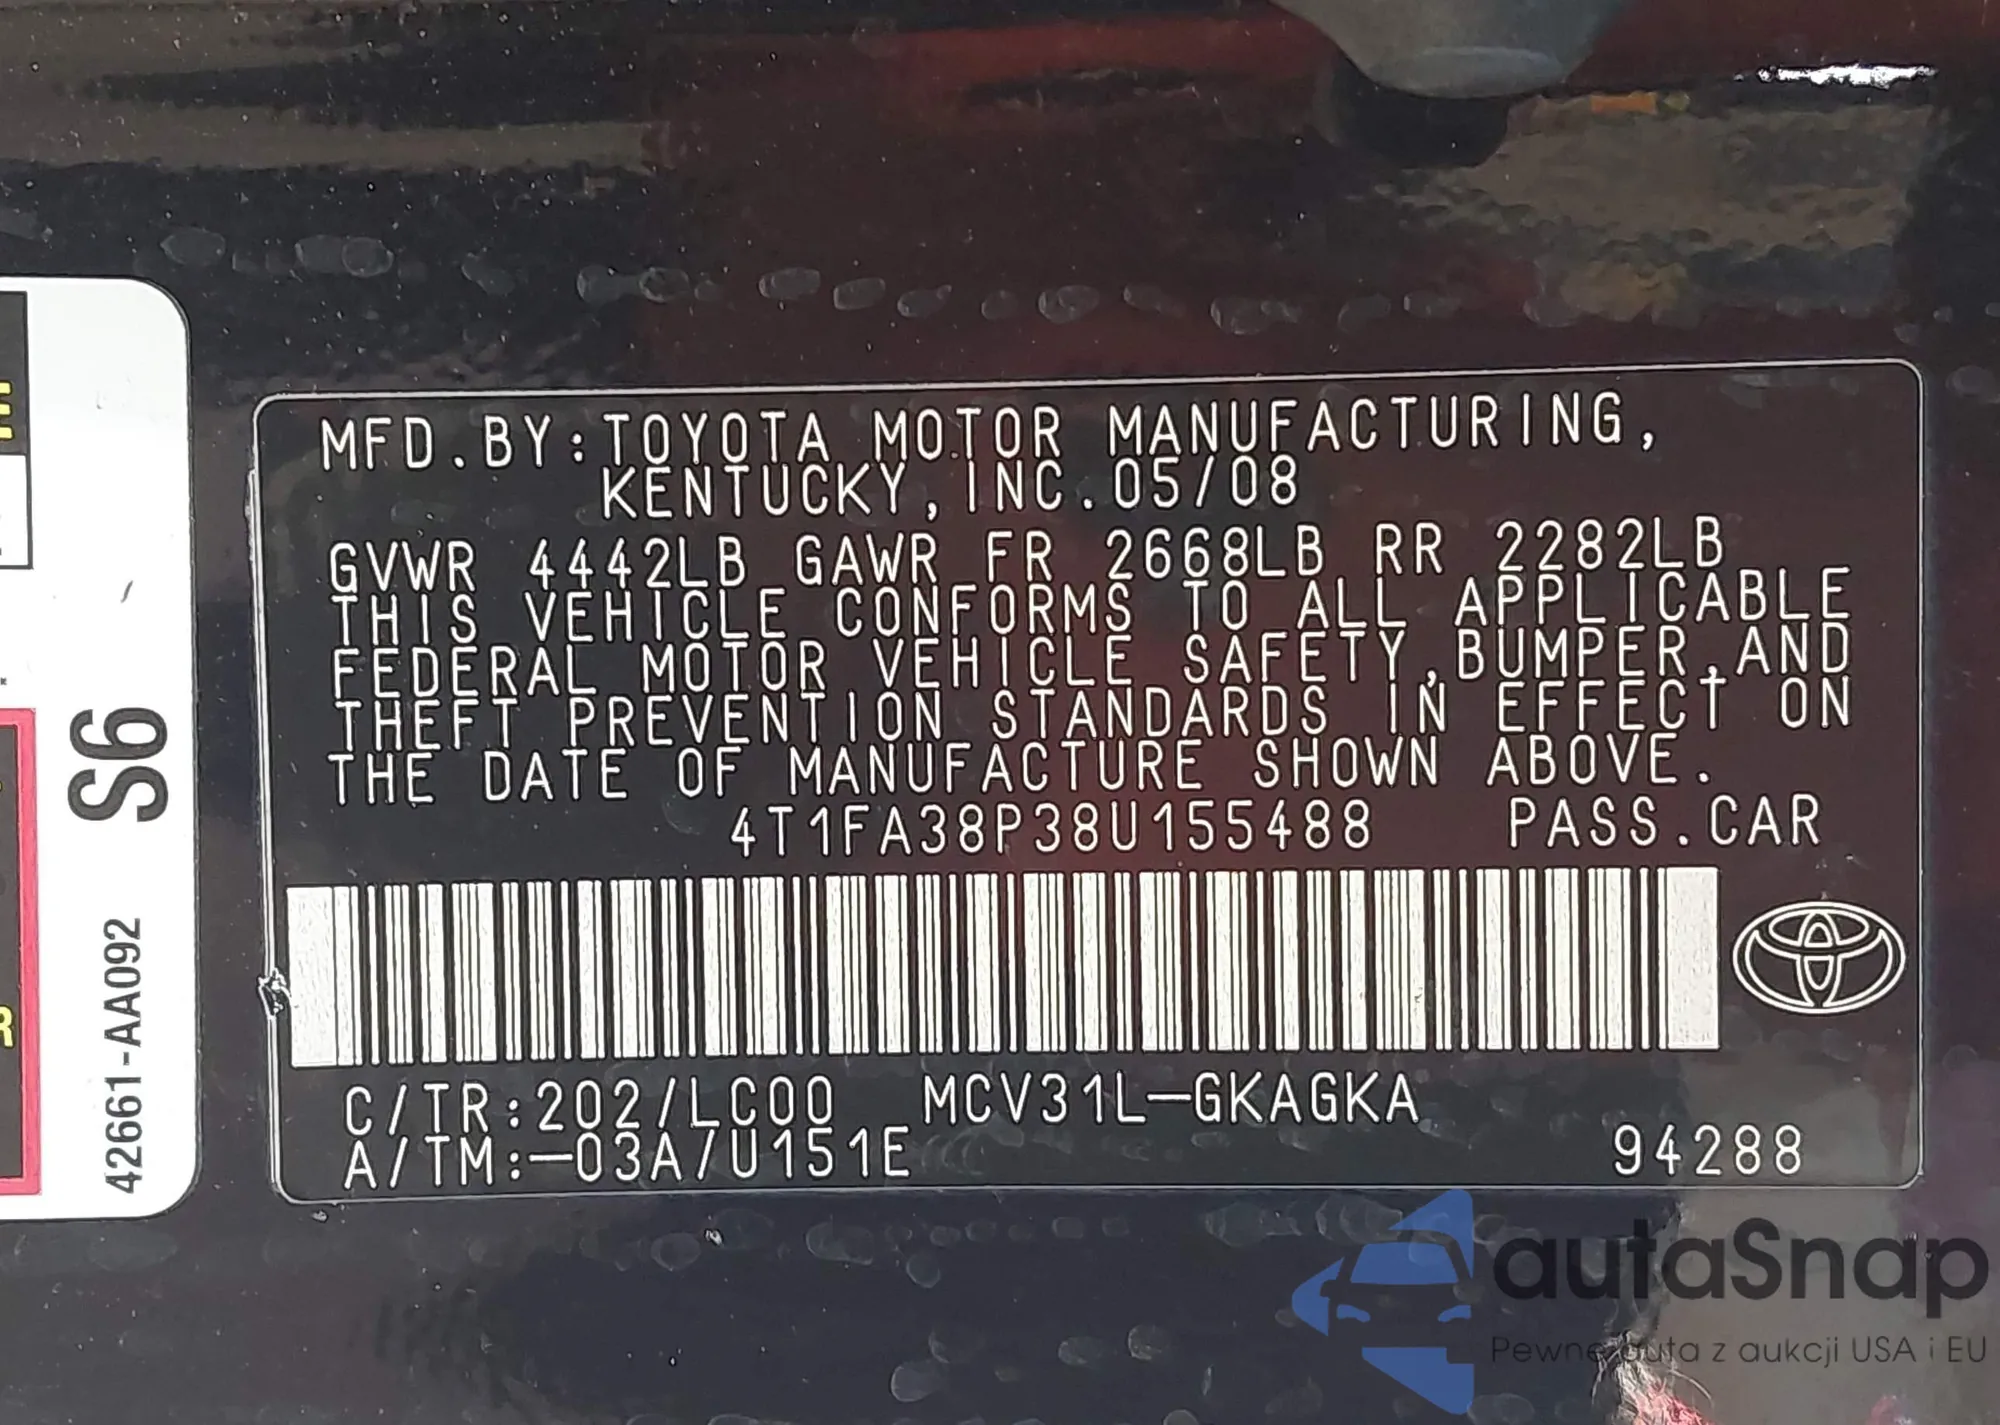 MFD.BY:TOYOTA MOTOR MANUFACTURING,
KENTUCKY,INC.05/08
GVWR 4442LB GAWR FR 2668LB RR 2282LB
THIS VEHICLE CONFORMS TO ALL APPLICABLE
FEDERAL MOTOR VEHICLE SAFETY,BUMPER,AND
THEFT PREVENTION STANDARDS IN EFFECT ON
THE DATE OF MANUFACTURE SHOWN ABOVE.
4T1FA38P38U155488 PASS.CAR
C/TR:202/LC00 MCV31L-GKAGKA
A/TM:-03A/U151E 94288
S6
42661-AA092
autaSnap
Pewne auta z aukcji USA i EU